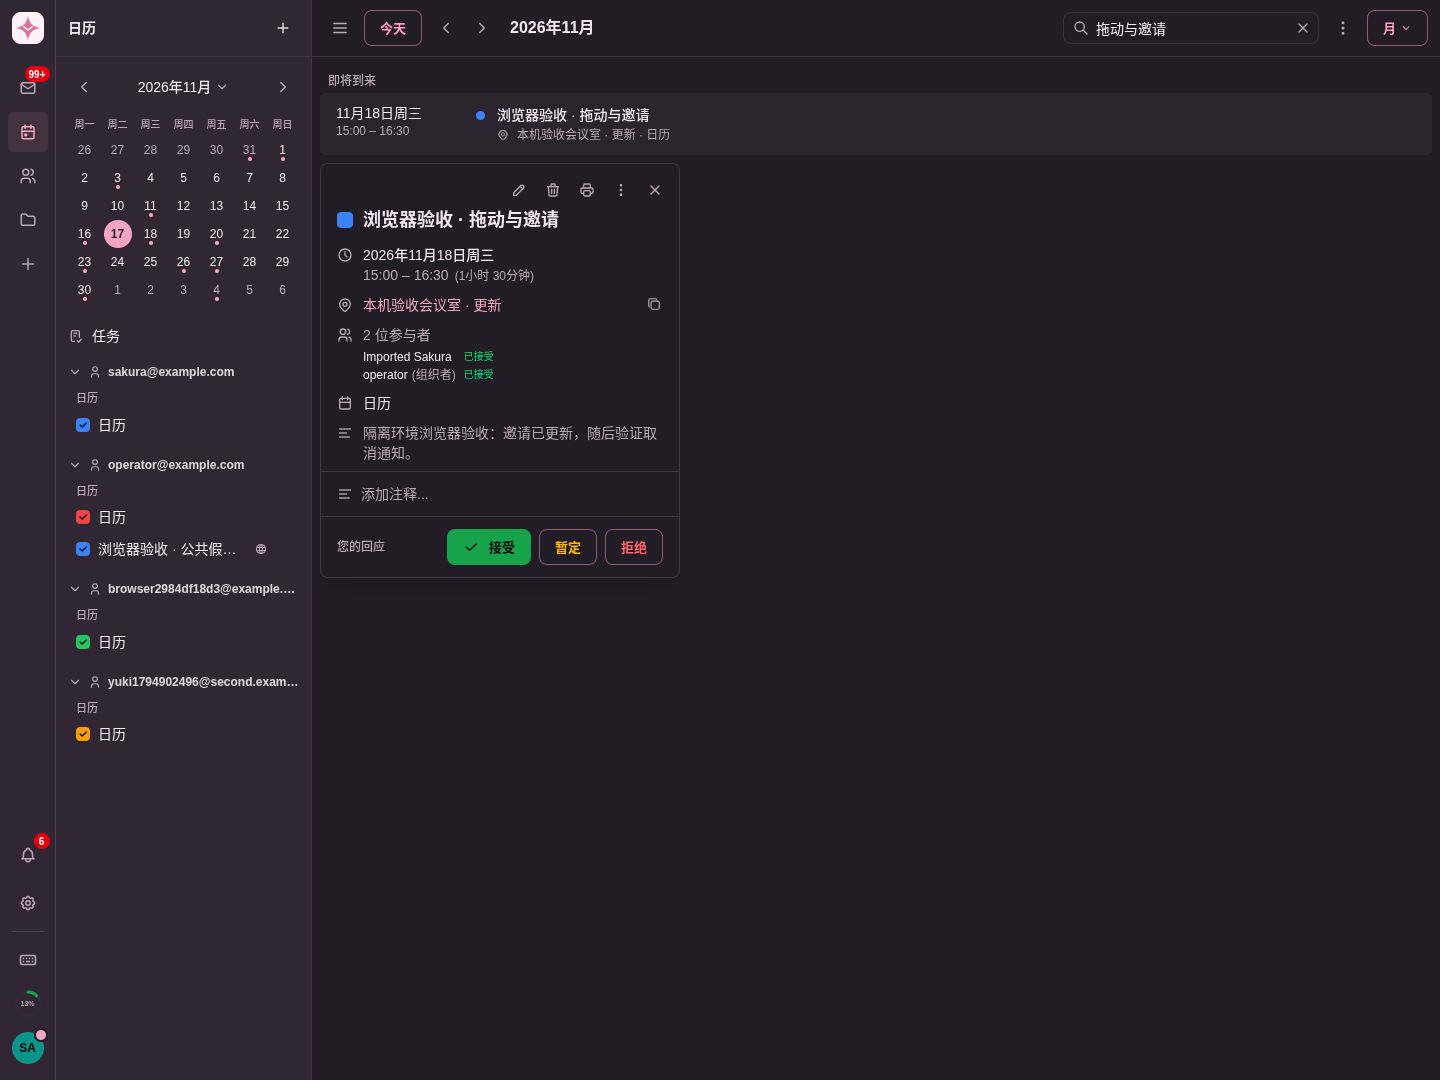 99+
日历
2026年11月
周一 周二 周三 周四 周五 周六 周日
26 27 28 29 30 31 1
2 3 4 5 6 7 8
9 10 11 12 13 14 15
16 17 18 19 20 21 22
23 24 25 26 27 28 29
30 1 2 3 4 5 6
任务
sakura@example.com
日历
日历
operator@example.com
日历
日历
浏览器验收 · 公共假…
browser2984df18d3@example.…
日历
日历
yuki1794902496@second.exam…
日历
日历
6
13%
SA
今天
2026年11月
拖动与邀请
月
即将到来
11月18日周三
15:00 – 16:30
浏览器验收 · 拖动与邀请
本机验收会议室 · 更新 · 日历
浏览器验收 · 拖动与邀请
2026年11月18日周三
15:00 – 16:30 (1小时 30分钟)
本机验收会议室 · 更新
2 位参与者
Imported Sakura 已接受
operator (组织者) 已接受
日历
隔离环境浏览器验收：邀请已更新，随后验证取
消通知。
添加注释...
您的回应
接受
暂定
拒绝